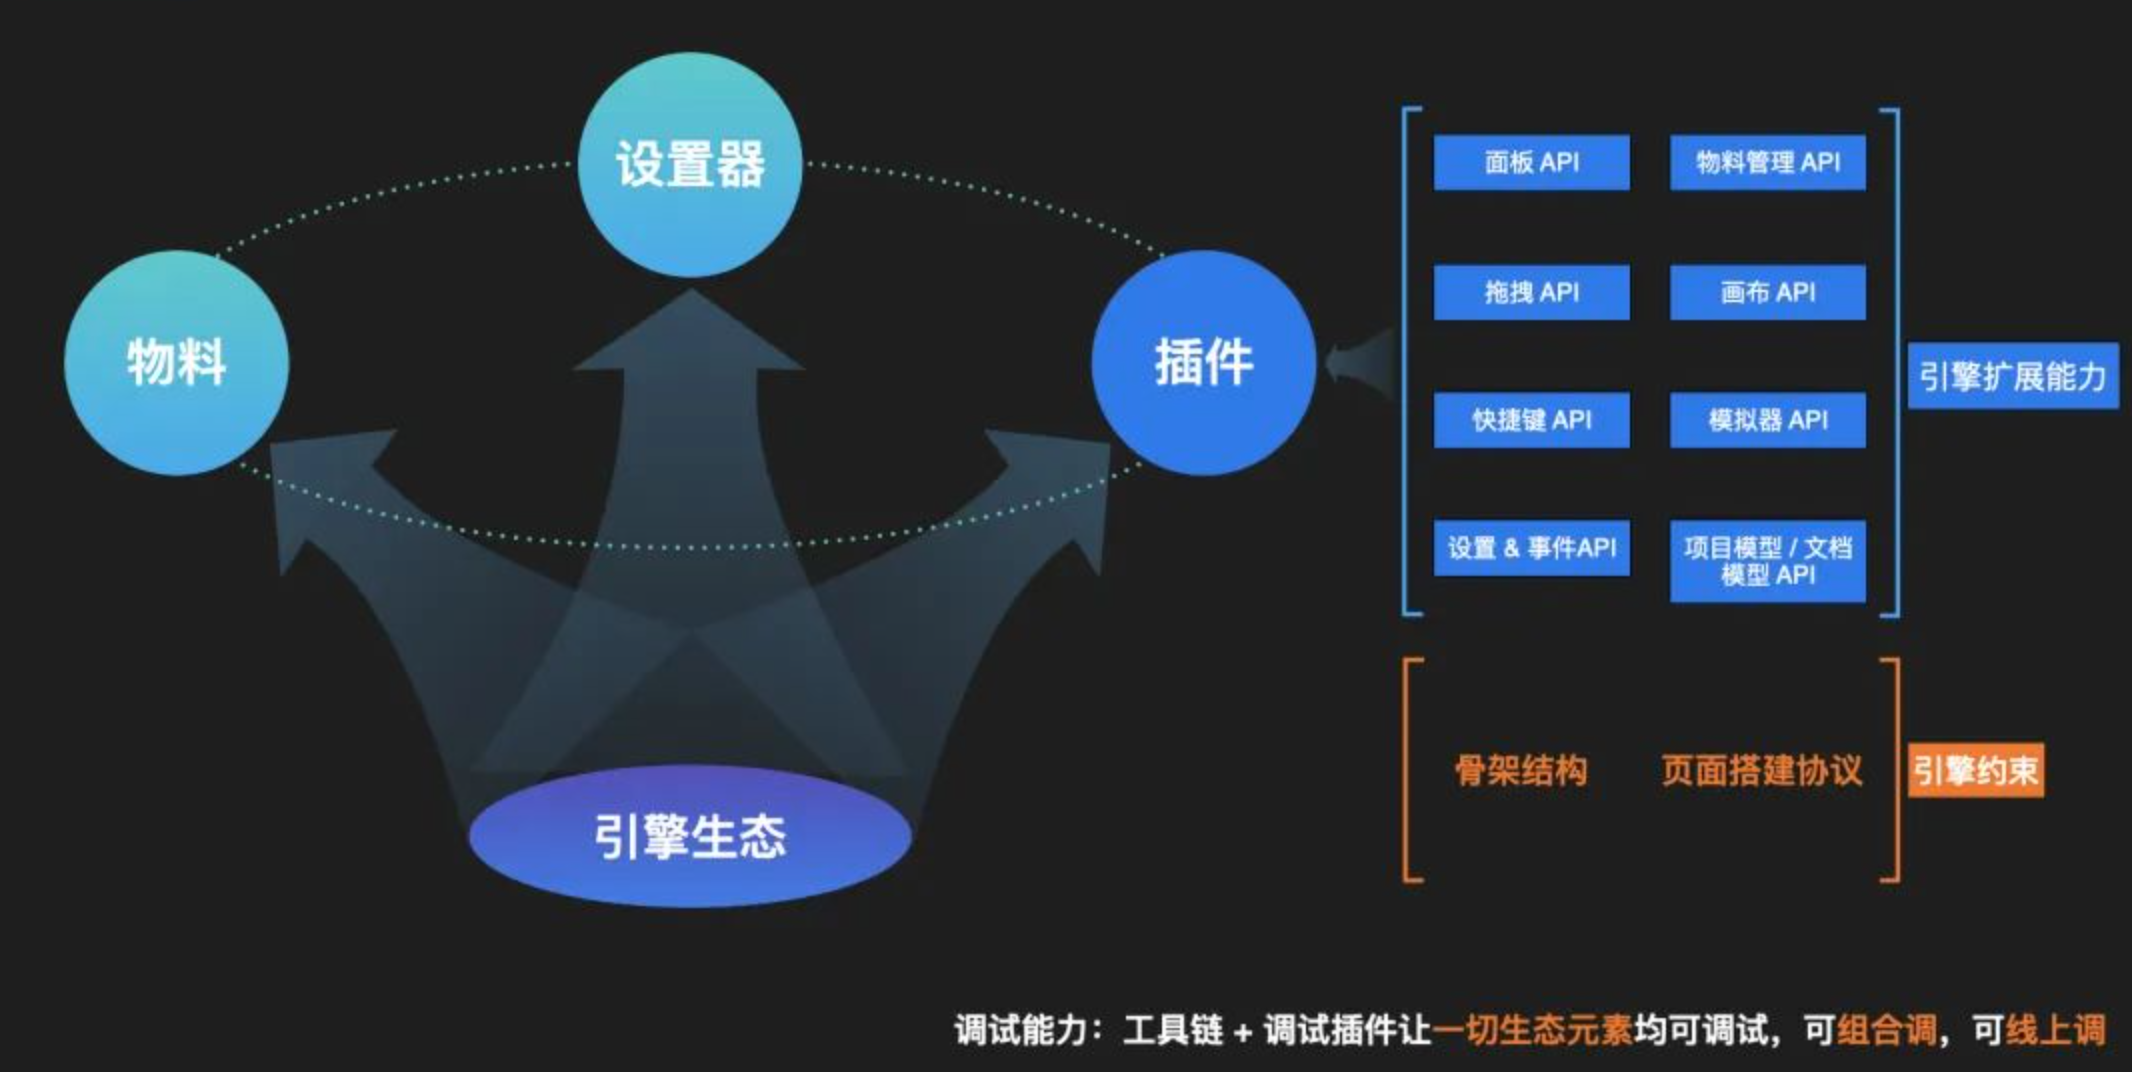 设置器
物料
插件
引擎生态
面板 API
物料管理 API
拖拽 API
画布 API
快捷键 API
模拟器 API
设置 & 事件API
项目模型 / 文档
模型 API
引擎扩展能力
骨架结构
页面搭建协议
引擎约束
调试能力：工具链 + 调试插件让一切生态元素均可调试，可组合调，可线上调